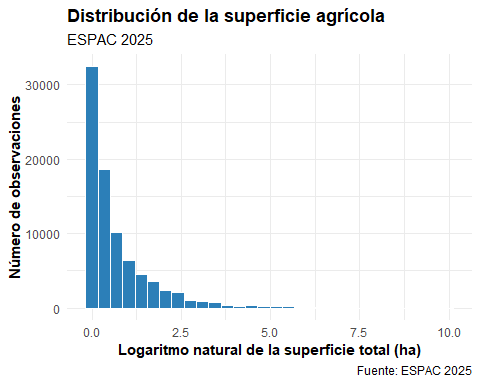 Distribución de la superficie agrícola
ESPAC 2025
Número de observaciones
30000
20000
10000
0
0.0 2.5 5.0 7.5 10.0
Logaritmo natural de la superficie total (ha)
Fuente: ESPAC 2025